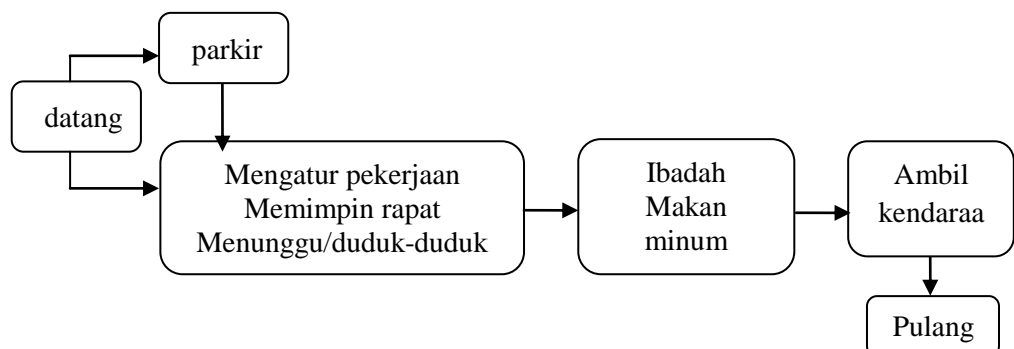 parkir
datang
Mengatur pekerjaan
Memimpin rapat
Menunggu/duduk-duduk
Ibadah
Makan
minum
Ambil
kendaraa
Pulang